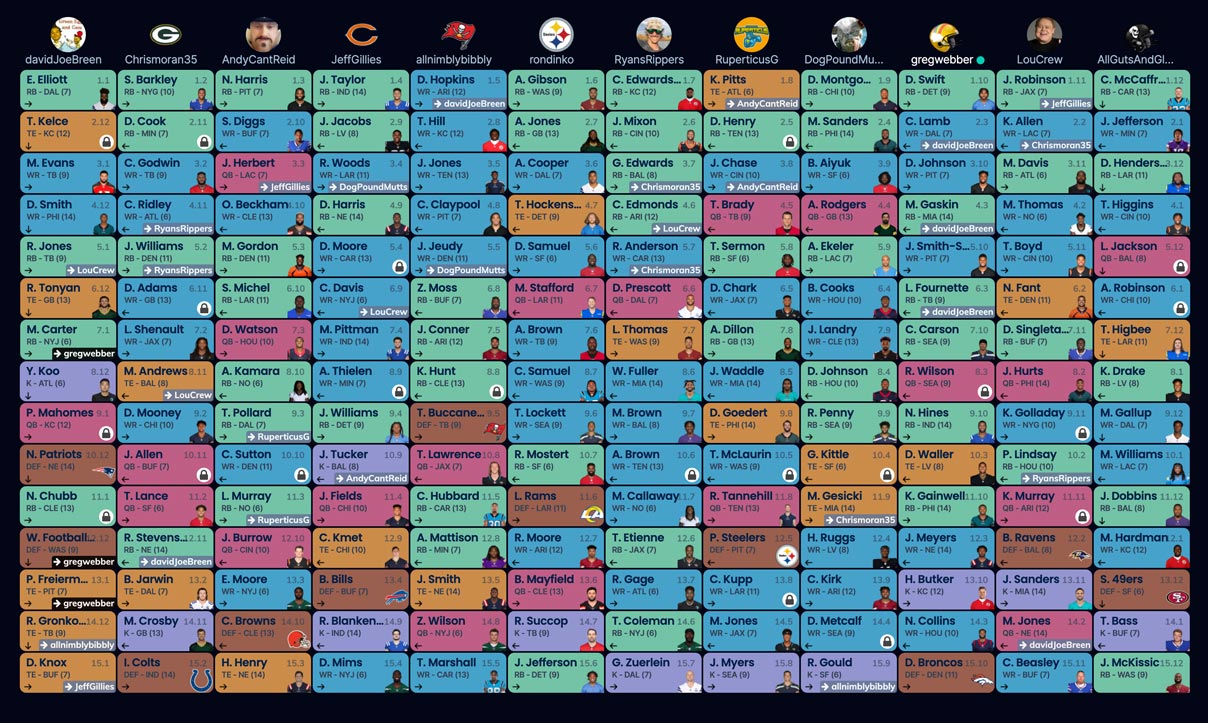 davidJoeBreen
Chrismoran35
AndyCantReid
JeffGillies
allnimblybibbly
rondinko
RyansRippers
RuperticusG
DogPoundMu...
gregwebber
LouCrew
AllGutsAndGl...
E. Elliott 1.1
RB - DAL (7)
S. Barkley 1.2
RB - NYG (10)
N. Harris 1.3
RB - PIT (7)
J. Taylor 1.4
RB - IND (14)
D. Hopkins 1.5
WR - ARI (12)
→ davidJoeBreen
A. Gibson 1.6
RB - WAS (9)
C. Edwards... 1.7
RB - KC (12)
K. Pitts 1.8
TE - ATL (6)
→ AndyCantReid
D. Montgo... 1.9
RB - CHI (10)
D. Swift 1.10
RB - DET (9)
J. Robinson 1.11
RB - JAX (7)
→ JeffGillies
C. McCaffr... 1.12
RB - CAR (13)
T. Kelce 2.12
TE - KC (12)
D. Cook 2.11
RB - MIN (7)
S. Diggs 2.10
WR - BUF (7)
J. Jacobs 2.9
RB - LV (8)
T. Hill 2.8
WR - KC (12)
A. Jones 2.7
RB - GB (13)
J. Mixon 2.6
RB - CIN (10)
D. Henry 2.5
RB - TEN (13)
M. Sanders 2.4
RB - PHI (14)
C. Lamb 2.3
WR - DAL (7)
→ davidJoeBreen
K. Allen 2.2
WR - LAC (7)
→ Chrismoran35
J. Jefferson 2.1
WR - MIN (7)
M. Evans 3.1
WR - TB (9)
C. Godwin 3.2
WR - TB (9)
J. Herbert 3.3
QB - LAC (7)
→ JeffGillies
R. Woods 3.4
WR - LAR (11)
→ DogPoundMutts
J. Jones 3.5
WR - TEN (13)
A. Cooper 3.6
WR - DAL (7)
G. Edwards 3.7
RB - BAL (8)
→ Chrismoran35
J. Chase 3.8
WR - CIN (10)
→ AndyCantReid
B. Aiyuk 3.9
WR - SF (6)
D. Johnson 3.10
WR - PIT (7)
M. Davis 3.11
RB - ATL (6)
D. Henders... 3.12
RB - LAR (11)
D. Smith 4.12
WR - PHI (14)
C. Ridley 4.11
WR - ATL (6)
→ RyansRippers
O. Beckham 4.10
WR - CLE (13)
D. Harris 4.9
RB - NE (14)
C. Claypool 4.8
WR - PIT (7)
T. Hockens... 4.7
TE - DET (9)
C. Edmonds 4.6
RB - ARI (12)
→ LouCrew
T. Brady 4.5
QB - TB (9)
A. Rodgers 4.4
QB - GB (13)
M. Gaskin 4.3
RB - MIA (14)
M. Thomas 4.2
WR - NO (6)
T. Higgins 4.1
WR - CIN (10)
R. Jones 5.1
RB - TB (9)
→ LouCrew
J. Williams 5.2
RB - DEN (11)
→ RyansRippers
M. Gordon 5.3
RB - DEN (11)
D. Moore 5.4
WR - CAR (13)
J. Jeudy 5.5
WR - DEN (11)
→ DogPoundMutts
D. Samuel 5.6
WR - SF (6)
R. Anderson 5.7
WR - CAR (13)
→ Chrismoran35
T. Sermon 5.8
RB - SF (6)
A. Ekeler 5.9
RB - LAC (7)
J. Smith-S... 5.10
WR - PIT (7)
T. Boyd 5.11
WR - CIN (10)
L. Jackson 5.12
QB - BAL (8)
R. Tonyan 6.12
TE - GB (13)
D. Adams 6.11
WR - GB (13)
S. Michel 6.10
RB - LAR (11)
C. Davis 6.9
WR - NYJ (6)
→ LouCrew
Z. Moss 6.8
RB - BUF (7)
M. Stafford 6.7
QB - LAR (11)
D. Prescott 6.6
QB - DAL (7)
D. Chark 6.5
WR - JAX (7)
B. Cooks 6.4
WR - HOU (10)
L. Fournette 6.3
RB - TB (9)
→ davidJoeBreen
N. Fant 6.2
TE - DEN (11)
A. Robinson 6.1
WR - CHI (10)
M. Carter 7.1
RB - NYJ (6)
→ gregwebber
L. Shenault 7.2
WR - JAX (7)
D. Watson 7.3
QB - HOU (10)
M. Pittman 7.4
WR - IND (14)
J. Conner 7.5
RB - ARI (12)
A. Brown 7.6
WR - TB (9)
L. Thomas 7.7
TE - WAS (9)
A. Dillon 7.8
RB - GB (13)
J. Landry 7.9
WR - CLE (13)
C. Carson 7.10
RB - SEA (9)
D. Singleta... 7.11
RB - BUF (7)
T. Higbee 7.12
TE - LAR (11)
Y. Koo 8.12
K - ATL (6)
M. Andrews 8.11
TE - BAL (8)
→ LouCrew
A. Kamara 8.10
RB - NO (6)
A. Thielen 8.9
WR - MIN (7)
K. Hunt 8.8
RB - CLE (13)
C. Samuel 8.7
WR - WAS (9)
W. Fuller 8.6
WR - MIA (14)
J. Waddle 8.5
WR - MIA (14)
D. Johnson 8.4
RB - HOU (10)
R. Wilson 8.3
QB - SEA (9)
J. Hurts 8.2
QB - PHI (14)
K. Drake 8.1
RB - LV (8)
P. Mahomes 9.1
QB - KC (12)
D. Mooney 9.2
WR - CHI (10)
T. Pollard 9.3
RB - DAL (7)
→ RuperticusG
J. Williams 9.4
RB - DET (9)
T. Buccane... 9.5
DEF - TB (9)
T. Lockett 9.6
WR - SEA (9)
M. Brown 9.7
WR - BAL (8)
D. Goedert 9.8
TE - PHI (14)
R. Penny 9.9
RB - SEA (9)
N. Hines 9.10
RB - IND (14)
K. Golladay 9.11
WR - NYG (10)
M. Gallup 9.12
WR - DAL (7)
N. Patriots 10.12
DEF - NE (14)
J. Allen 10.11
QB - BUF (7)
C. Sutton 10.10
WR - DEN (11)
J. Tucker 10.9
K - BAL (8)
→ AndyCantReid
T. Lawrence 10.8
QB - JAX (7)
R. Mostert 10.7
RB - SF (6)
A. Brown 10.6
WR - TEN (13)
T. McLaurin 10.5
WR - WAS (9)
G. Kittle 10.4
TE - SF (6)
D. Waller 10.3
TE - LV (8)
P. Lindsay 10.2
RB - HOU (10)
→ RyansRippers
M. Williams 10.1
WR - LAC (7)
N. Chubb 11.1
RB - CLE (13)
T. Lance 11.2
QB - SF (6)
L. Murray 11.3
RB - NO (6)
→ RuperticusG
J. Fields 11.4
QB - CHI (10)
C. Hubbard 11.5
RB - CAR (13)
L. Rams 11.6
DEF - LAR (11)
M. Callaway 11.7
WR - NO (6)
R. Tannehill 11.8
QB - TEN (13)
M. Gesicki 11.9
TE - MIA (14)
→ Chrismoran35
K. Gainwell 11.10
RB - PHI (14)
K. Murray 11.11
QB - ARI (12)
J. Dobbins 11.12
RB - BAL (8)
W. Football... 12.12
DEF - WAS (9)
→ gregwebber
R. Stevens... 12.11
RB - NE (14)
→ davidJoeBreen
J. Burrow 12.10
QB - CIN (10)
C. Kmet 12.9
TE - CHI (10)
A. Mattison 12.8
RB - MIN (7)
R. Moore 12.7
WR - ARI (12)
T. Etienne 12.6
RB - JAX (7)
P. Steelers 12.5
DEF - PIT (7)
H. Ruggs 12.4
WR - LV (8)
J. Meyers 12.3
WR - NE (14)
B. Ravens 12.2
DEF - BAL (8)
M. Hardman 12.1
WR - KC (12)
P. Freierm... 13.1
TE - PIT (7)
→ gregwebber
B. Jarwin 13.2
TE - DAL (7)
E. Moore 13.3
WR - NYJ (6)
B. Bills 13.4
DEF - BUF (7)
J. Smith 13.5
TE - NE (14)
B. Mayfield 13.6
QB - CLE (13)
R. Gage 13.7
WR - ATL (6)
C. Kupp 13.8
WR - LAR (11)
C. Kirk 13.9
WR - ARI (12)
H. Butker 13.10
K - KC (12)
J. Sanders 13.11
K - MIA (14)
S. 49ers 13.12
DEF - SF (6)
R. Gronko... 14.12
TE - TB (9)
→ allnimblybibbly
M. Crosby 14.11
K - GB (13)
C. Browns 14.10
DEF - CLE (13)
R. Blanken... 14.9
K - IND (14)
Z. Wilson 14.8
QB - NYJ (6)
R. Succop 14.7
K - TB (9)
T. Coleman 14.6
RB - NYJ (6)
M. Jones 14.5
WR - JAX (7)
D. Metcalf 14.4
WR - SEA (9)
N. Collins 14.3
WR - HOU (10)
M. Jones 14.2
QB - NE (14)
→ davidJoeBreen
T. Bass 14.1
K - BUF (7)
D. Knox 15.1
TE - BUF (7)
→ JeffGillies
I. Colts 15.2
DEF - IND (14)
H. Henry 15.3
TE - NE (14)
D. Mims 15.4
WR - NYJ (6)
T. Marshall 15.5
WR - CAR (13)
J. Jefferson 15.6
RB - DET (9)
G. Zuerlein 15.7
K - DAL (7)
J. Myers 15.8
K - SEA (9)
R. Gould 15.9
K - SF (6)
→ allnimblybibbly
D. Broncos 15.10
DEF - DEN (11)
C. Beasley 15.11
WR - BUF (7)
J. McKissic 15.12
RB - WAS (9)